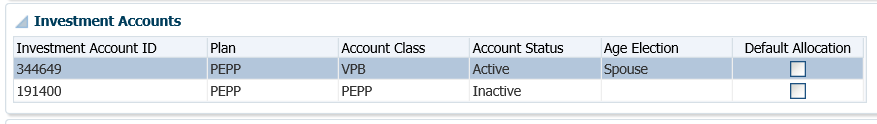 Investment Accounts
Investment Account ID Plan Account Class Account Status Age Election Default Allocation
344649 PEPP VPB Active Spouse
191400 PEPP PEPP Inactive